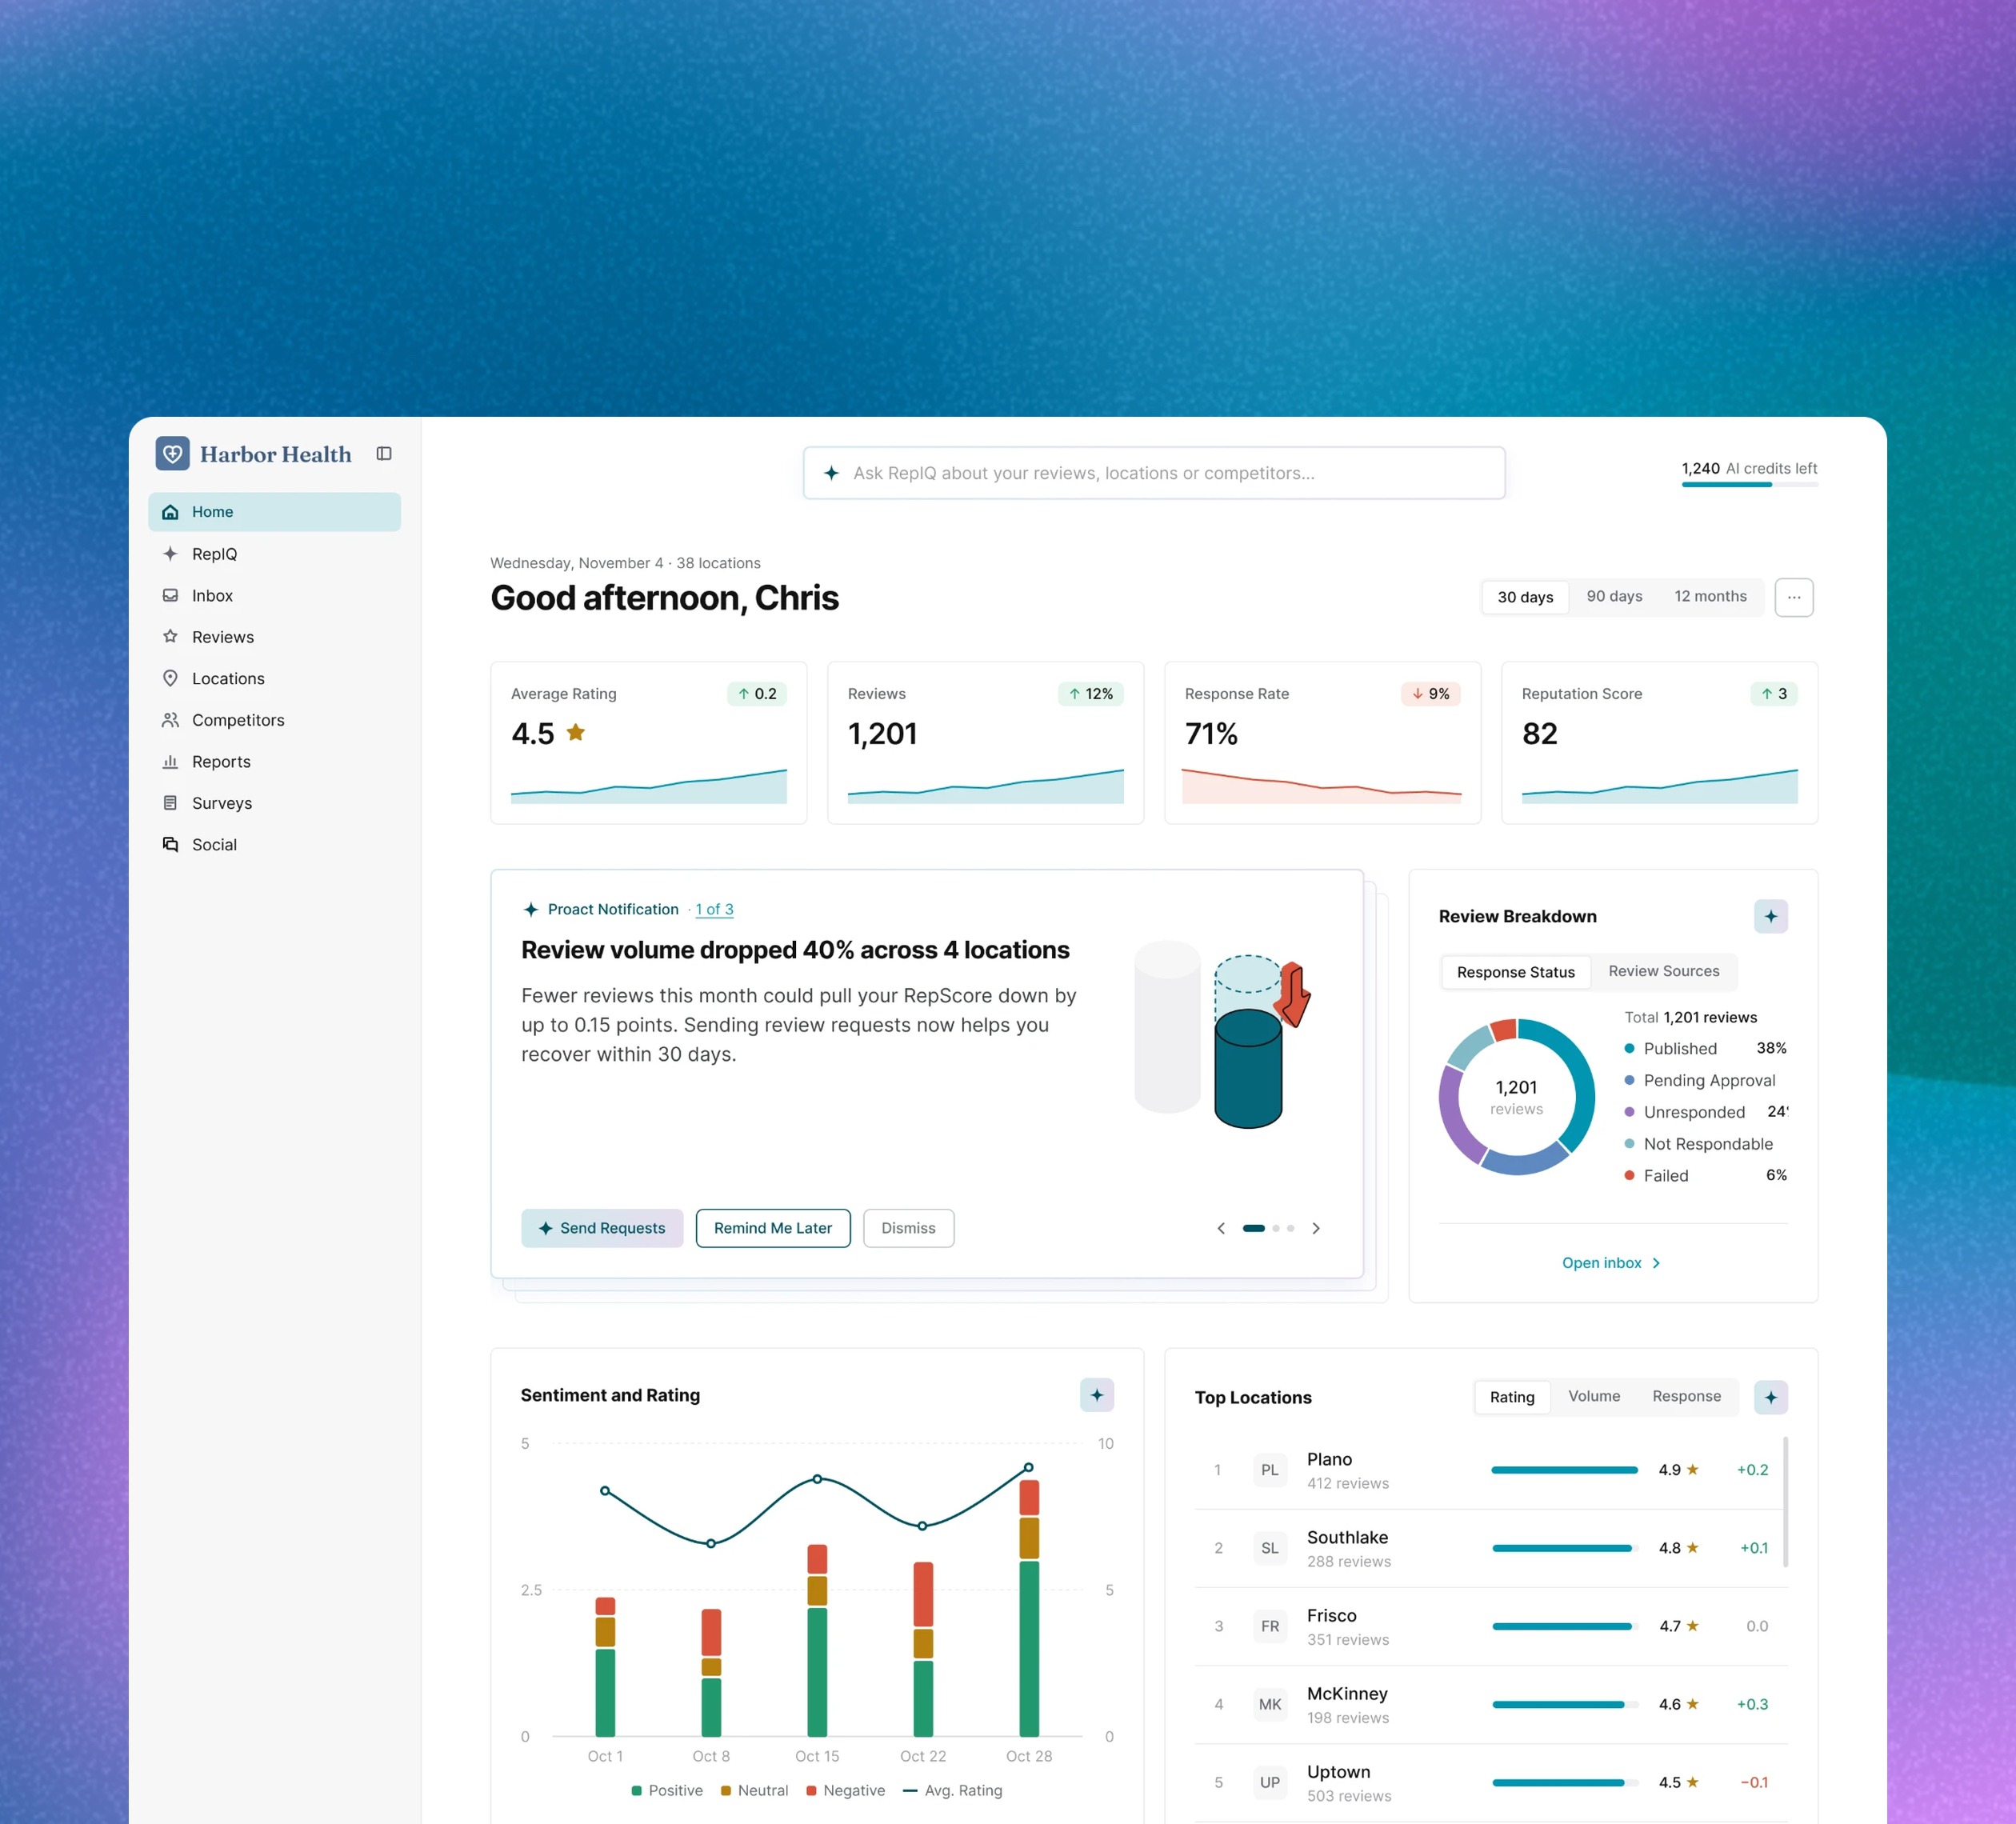 Harbor Health
Home
RepIQ
Inbox
Reviews
Locations
Competitors
Reports
Surveys
Social
Ask RepIQ about your reviews, locations or competitors...
1,240 AI credits left
Wednesday, November 4 · 38 locations
Good afternoon, Chris
30 days 90 days 12 months ...
Average Rating ↑ 0.2
4.5 ★
Reviews ↑ 12%
1,201
Response Rate ↓ 9%
71%
Reputation Score ↑ 3
82
Proact Notification · 1 of 3
Review volume dropped 40% across 4 locations
Fewer reviews this month could pull your RepScore down by
up to 0.15 points. Sending review requests now helps you
recover within 30 days.
Send Requests Remind Me Later Dismiss
Review Breakdown
Response Status Review Sources
1,201
reviews
Total 1,201 reviews
Published 38%
Pending Approval
Unresponded 24
Not Respondable
Failed 6%
Open inbox
Sentiment and Rating
5 10
2.5 5
0 0
Oct 1 Oct 8 Oct 15 Oct 22 Oct 28
Positive Neutral Negative Avg. Rating
Top Locations
Rating Volume Response
1 PL Plano 4.9 ★ +0.2
412 reviews
2 SL Southlake 4.8 ★ +0.1
288 reviews
3 FR Frisco 4.7 ★ 0.0
351 reviews
4 MK McKinney 4.6 ★ +0.3
198 reviews
5 UP Uptown 4.5 ★ −0.1
503 reviews